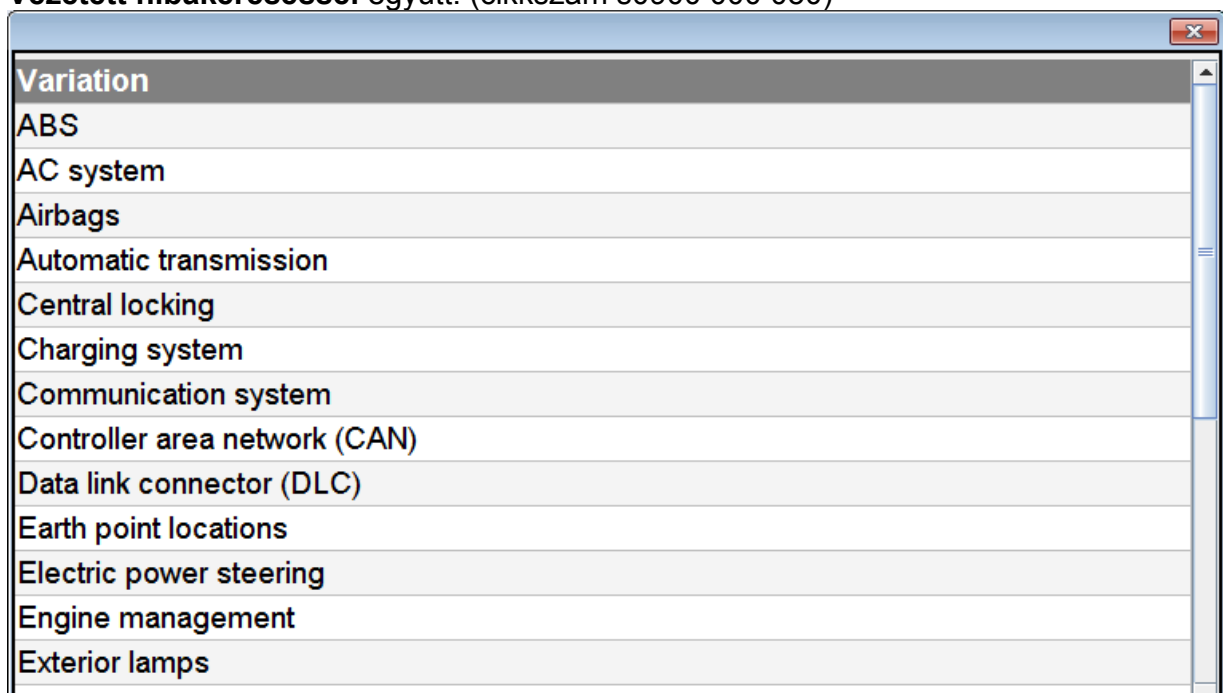 együtt.
Variation
ABS
AC system
Airbags
Automatic transmission
Central locking
Charging system
Communication system
Controller area network (CAN)
Data link connector (DLC)
Earth point locations
Electric power steering
Engine management
Exterior lamps